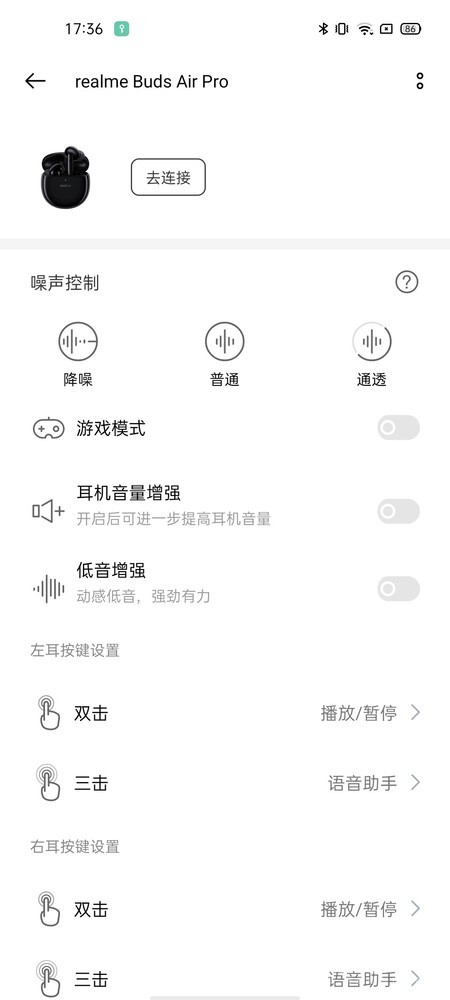 17:36
86
realme Buds Air Pro
去连接
噪声控制
降噪
普通
通透
游戏模式
耳机音量增强
开启后可进一步提高耳机音量
低音增强
动感低音，强劲有力
左耳按键设置
双击
播放/暂停
三击
语音助手
右耳按键设置
双击
播放/暂停
三击
语音助手